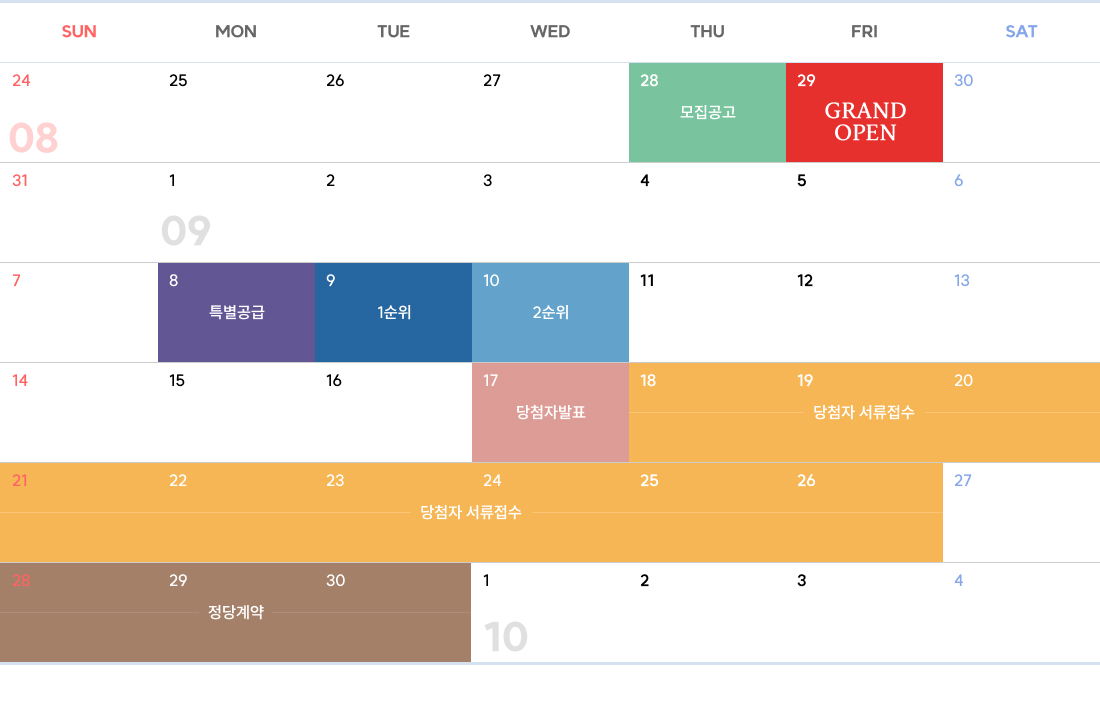 SUN MON TUE WED THU FRI SAT
24 25 26 27 28 29 30
모집공고
GRAND
OPEN
08
31 1 2 3 4 5 6
09
7 8 9 10 11 12 13
특별공급 1순위 2순위
14 15 16 17 18 19 20
당첨자발표 당첨자 서류접수
21 22 23 24 25 26 27
당첨자 서류접수
28 29 30 1 2 3 4
정당계약
10